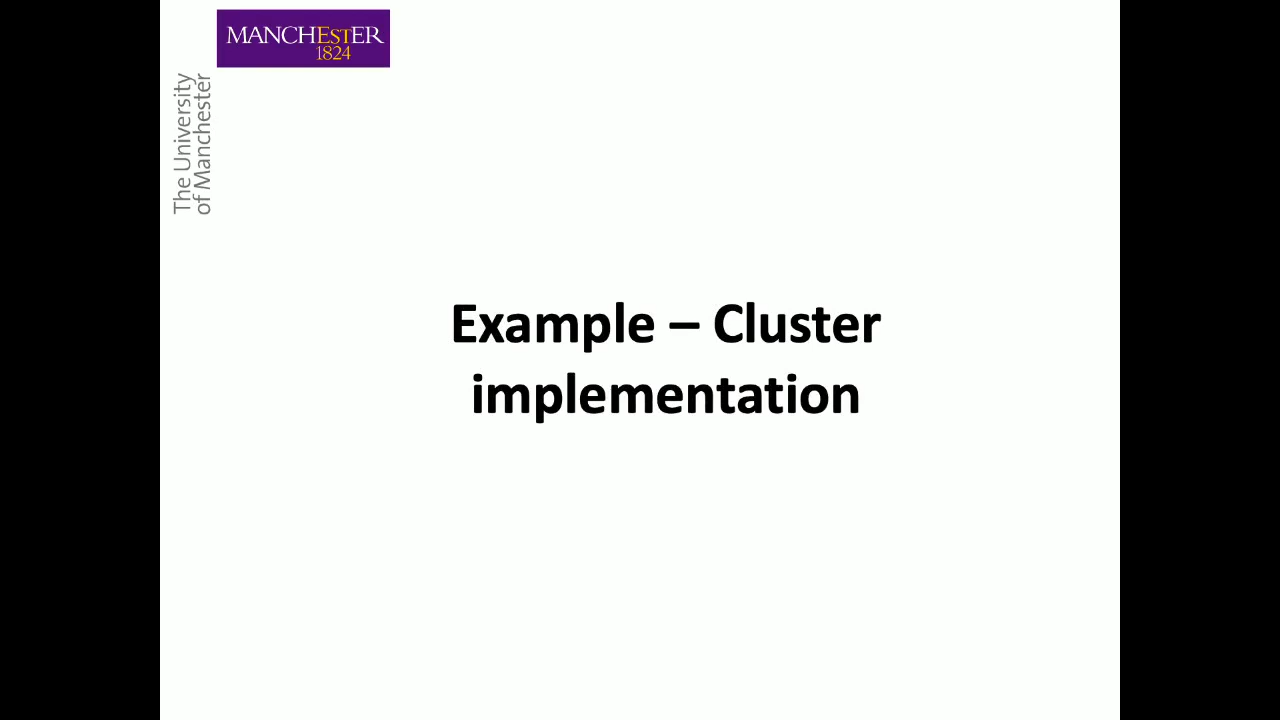 MANCHESTER
1824
The University
of Manchester
Example – Cluster
implementation